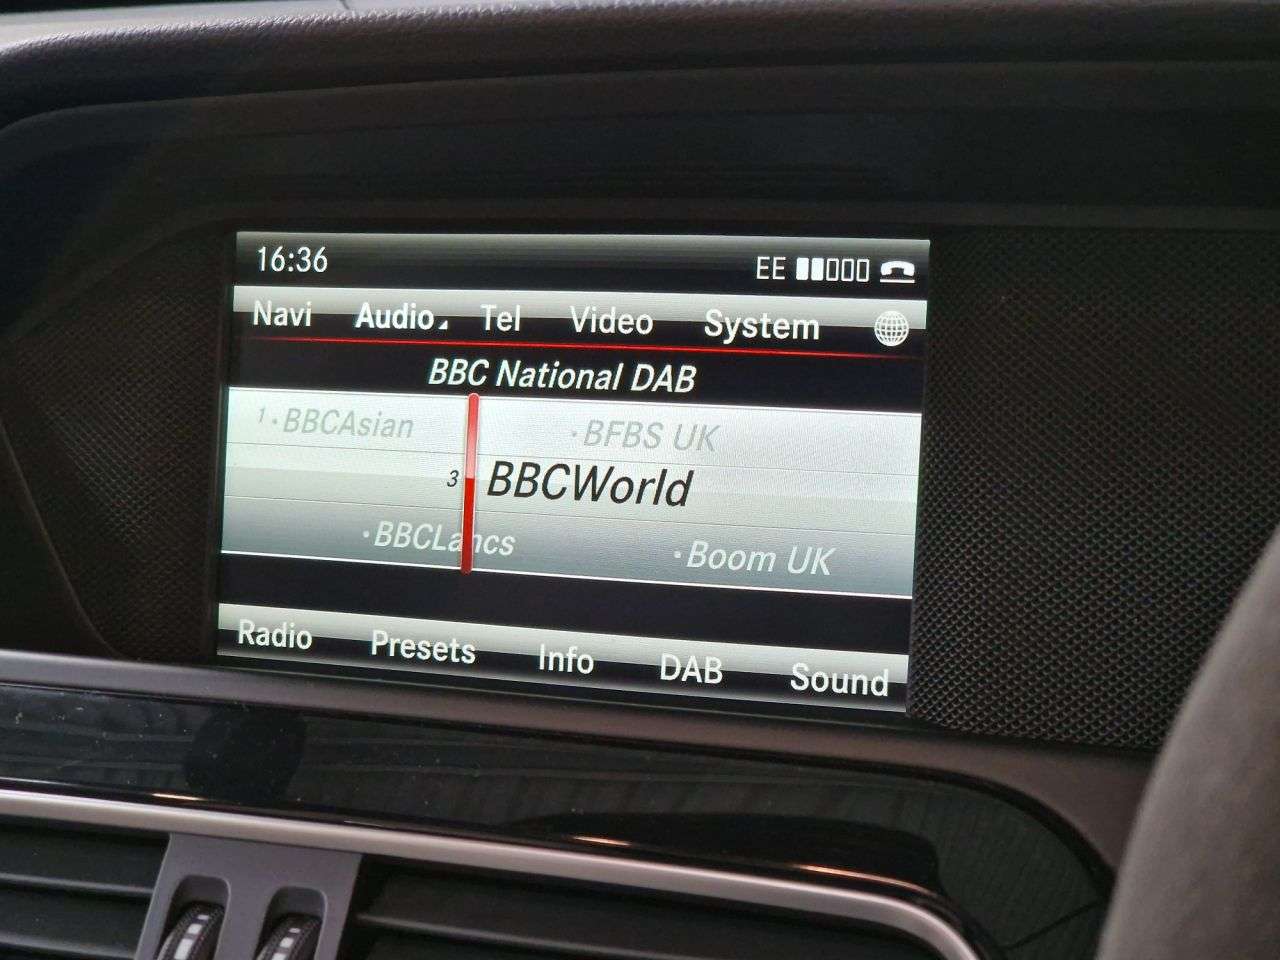 16:36 EE
Navi Audio Tel Video System
BBC National DAB
1 · BBCAsian · BFBS UK
3 BBCWorld
· BBCLancs · Boom UK
Radio Presets Info DAB Sound